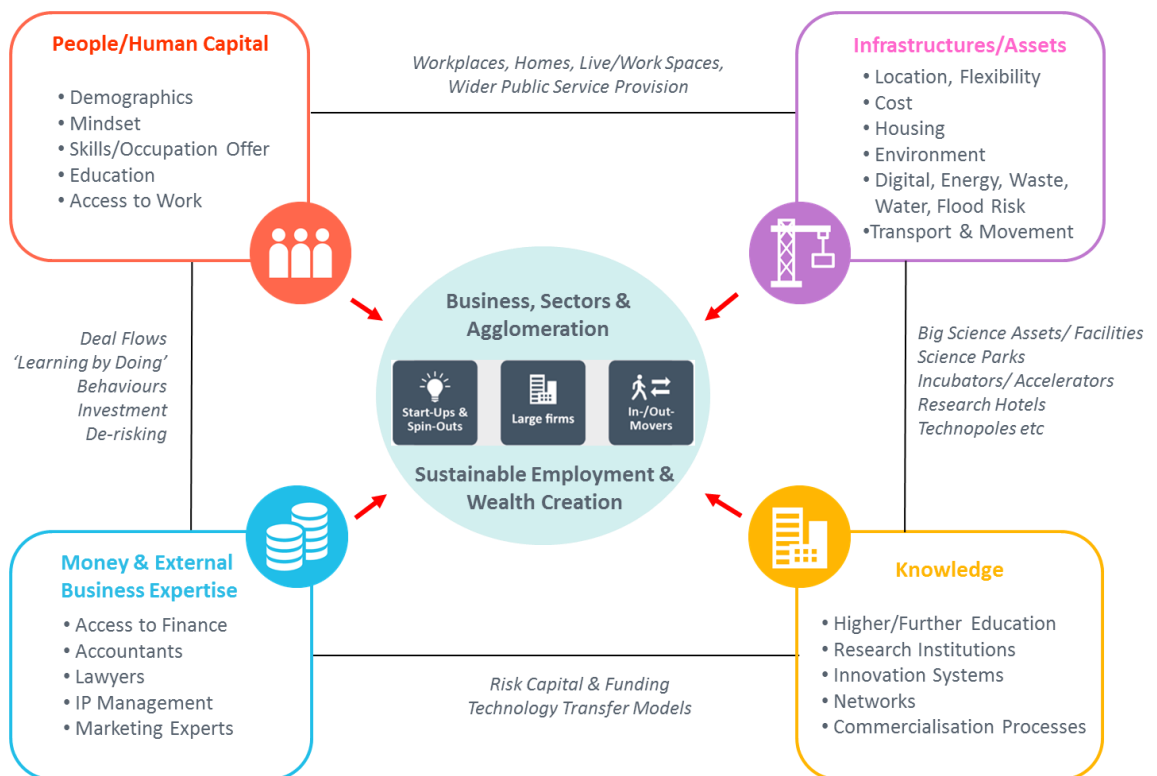 People/Human Capital
• Demographics
• Mindset
• Skills/Occupation Offer
• Education
• Access to Work
Workplaces, Homes, Live/Work Spaces,
Wider Public Service Provision
Infrastructures/Assets
• Location, Flexibility
• Cost
• Housing
• Environment
• Digital, Energy, Waste,
Water, Flood Risk
•Transport & Movement
Deal Flows
‘Learning by Doing’
Behaviours
Investment
De-risking
Business, Sectors &
Agglomeration
Start-Ups &
Spin-Outs
Large firms
In-/Out-
Movers
Sustainable Employment &
Wealth Creation
Big Science Assets/ Facilities
Science Parks
Incubators/ Accelerators
Research Hotels
Technopoles etc
Money & External
Business Expertise
• Access to Finance
• Accountants
• Lawyers
• IP Management
• Marketing Experts
Risk Capital & Funding
Technology Transfer Models
Knowledge
• Higher/Further Education
• Research Institutions
• Innovation Systems
• Networks
• Commercialisation Processes